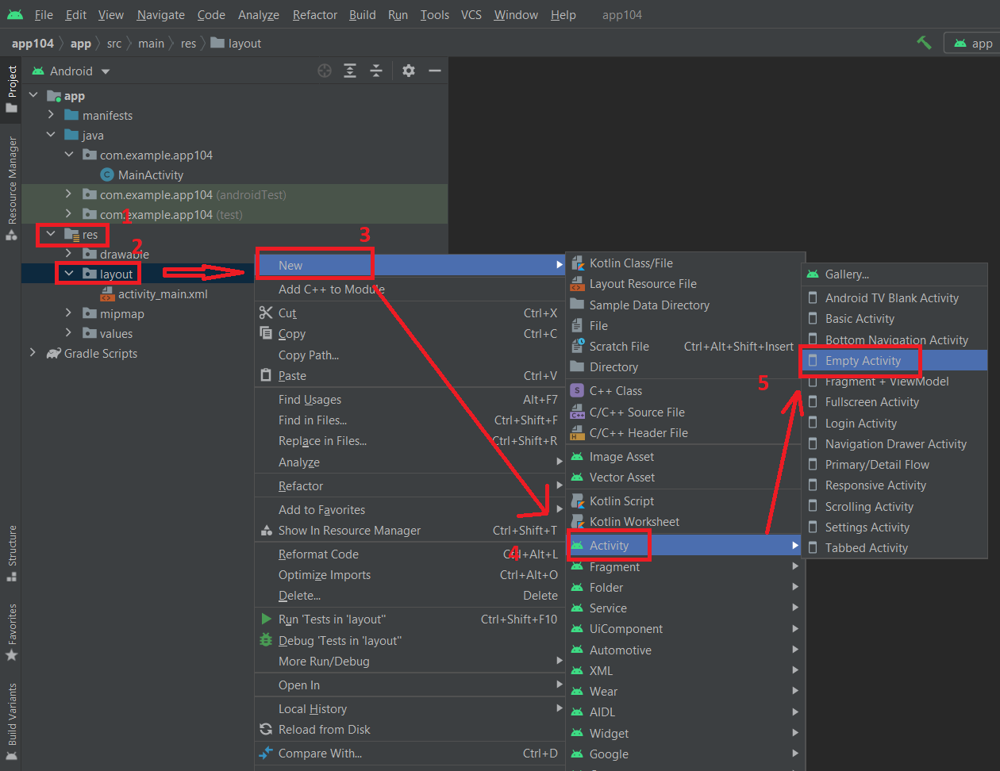 File Edit View Navigate Code Analyze Refactor Build Run Tools VCS Window Help app104
app104 app src main res layout app
Project
Resource Manager
Structure
Favorites
Build Variants
Android
app
manifests
java
com.example.app104
MainActivity
com.example.app104 (androidTest)
com.example.app104 (test)
1
res
2
drawable
layout
activity_main.xml
mipmap
values
Gradle Scripts
3
New
Add C++ to Module
Cut Ctrl+X
Copy Ctrl+C
Copy Path...
Paste Ctrl+V
Find Usages Alt+F7
Find in Files... Ctrl+Shift+F
Replace in Files... Ctrl+Shift+R
Analyze
Refactor
Add to Favorites
Show In Resource Manager Ctrl+Shift+T
Reformat Code Ctrl+Alt+L
Optimize Imports Ctrl+Alt+O
Delete... Delete
Run 'Tests in 'layout'' Ctrl+Shift+F10
Debug 'Tests in 'layout''
More Run/Debug
Open In
Local History
Reload from Disk
Compare With... Ctrl+D
4
Kotlin Class/File
Layout Resource File
Sample Data Directory
File
Scratch File Ctrl+Alt+Shift+Insert
Directory
C++ Class
C/C++ Source File
C/C++ Header File
Image Asset
Vector Asset
Kotlin Script
Kotlin Worksheet
Activity
Fragment
Folder
Service
UiComponent
Automotive
XML
Wear
AIDL
Widget
Google
5
Gallery...
Android TV Blank Activity
Basic Activity
Bottom Navigation Activity
Empty Activity
Fragment + ViewModel
Fullscreen Activity
Login Activity
Navigation Drawer Activity
Primary/Detail Flow
Responsive Activity
Scrolling Activity
Settings Activity
Tabbed Activity